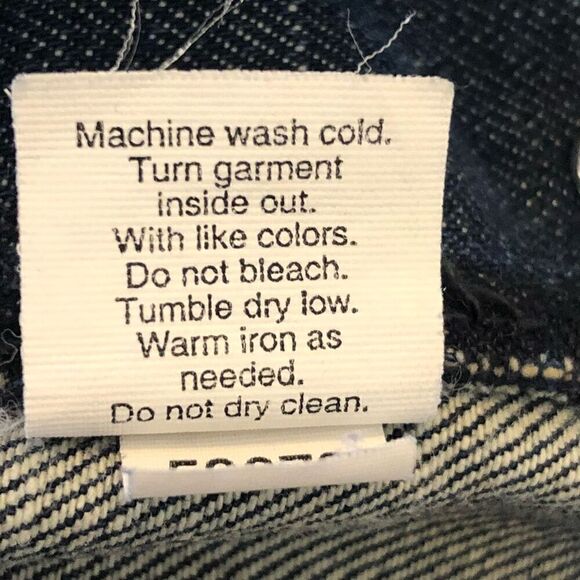 Machine wash cold.
Turn garment
inside out.
With like colors.
Do not bleach.
Tumble dry low.
Warm iron as
needed.
Do not dry clean.